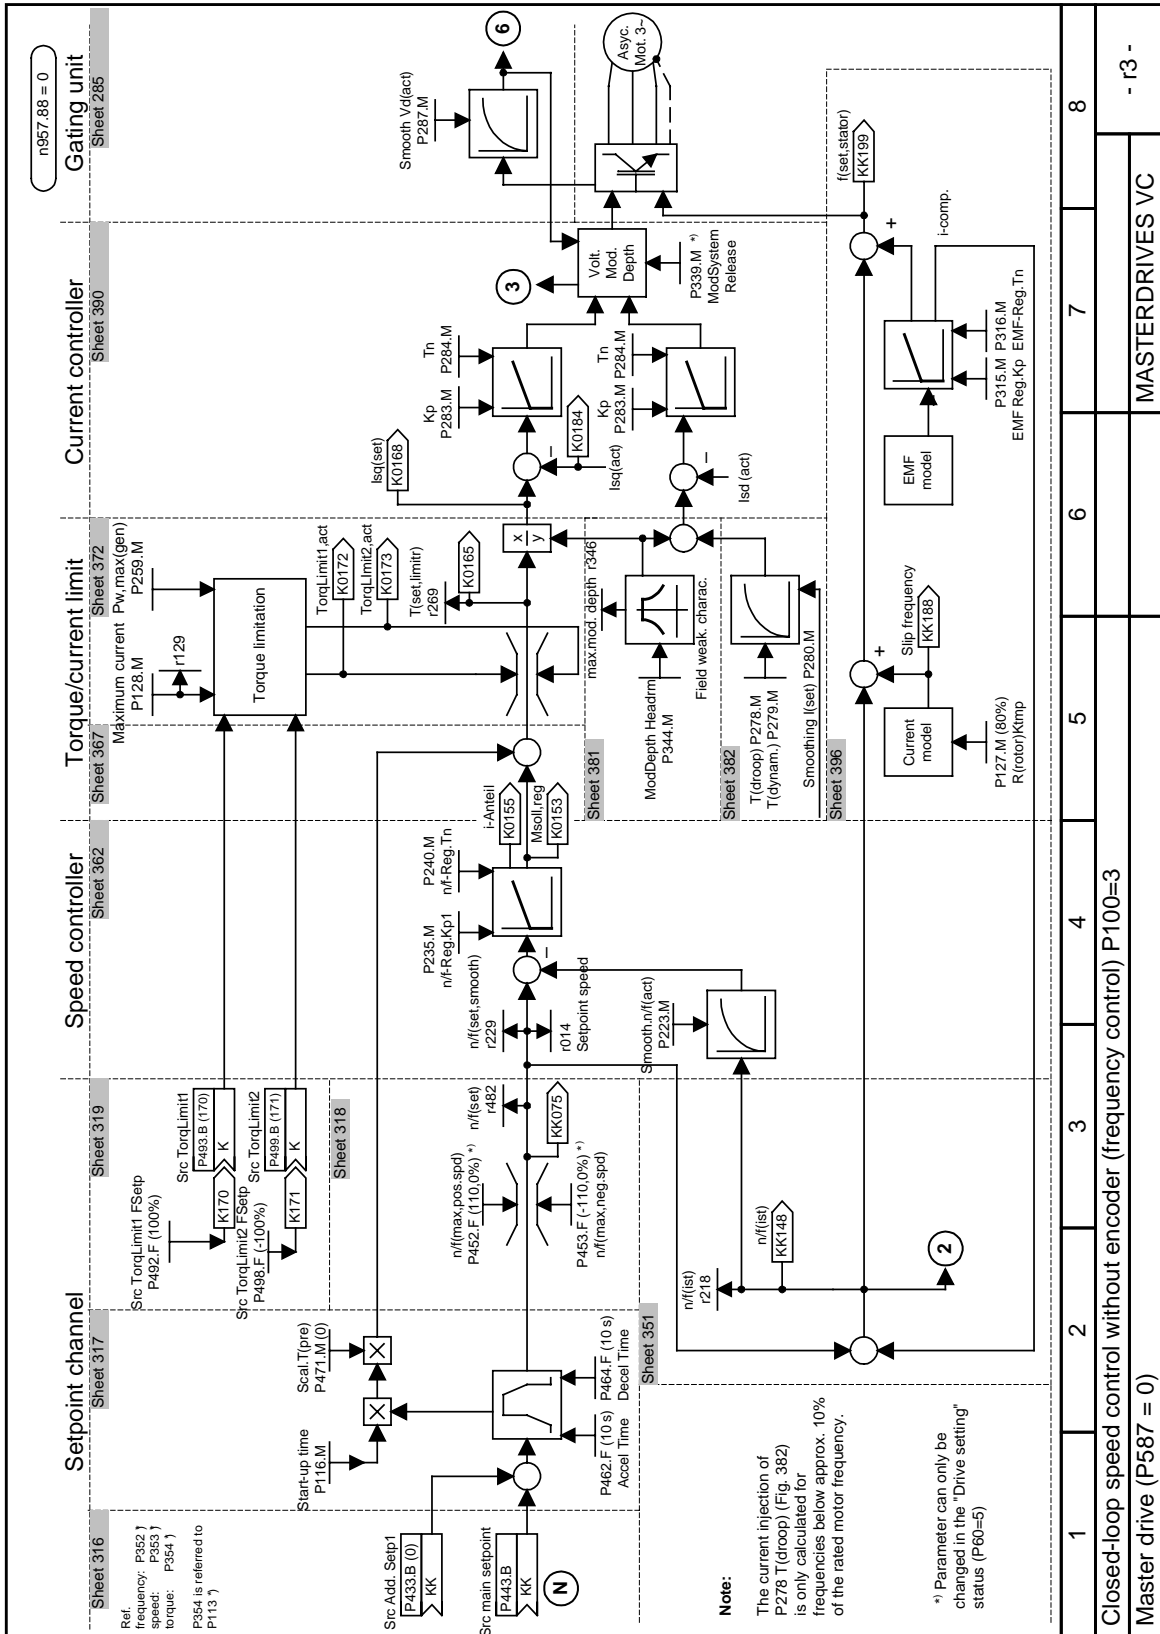 n957.88 = 0
Setpoint channel
Speed controller
Torque/current limit
Current controller
Gating unit
Sheet 316
Sheet 317
Sheet 319
Sheet 362
Sheet 367
Sheet 372
Sheet 390
Sheet 285
Ref.
frequency: P352 *)
speed: P353 *)
torque: P354 *)
P354 is referred to
P113 *)
Src TorqLimit1 FSetp
P492.F (100%)
K170
Src TorqLimit1
P493.B (170)
K
Src TorqLimit2 FSetp
P498.F (-100%)
K171
Src TorqLimit2
P499.B (171)
K
Sheet 318
Maximum current
P128.M
r129
Pw,max(gen)
P259.M
Torque limitation
TorqLimit1,act
K0172
TorqLImit2,act
K0173
Start-up time
P116.M
Scal.T(pre)
P471.M (0)
Src Add. Setp1
P433.B (0)
KK
Src main setpoint
P443.B
KK
N
P462.F (10 s)
Accel Time
P464.F (10 s)
Decel Time
n/f(max,pos.spd)
P452.F (110,0%) *)
P453.F (-110,0%) *)
n/f(max,neg.spd)
n/f(set)
r482
KK075
n/f(set,smooth)
r229
r014
Setpoint speed
P235.M
n/f-Reg.Kp1
P240.M
n/f-Reg.Tn
i-Anteil
K0155
Msoll,reg
K0153
T(set,limitr)
r269
K0165
x
y
Isq(set)
K0168
Kp
P283.M
Tn
P284.M
K0184
Isq(act)
Kp
P283.M
Tn
P284.M
Isd (act)
3
Volt.
Mod.
Depth
P339.M *)
ModSystem
Release
Smooth Vd(act)
P287.M
6
Asyc.
Mot. 3~
Sheet 381
max.mod. depth r346
ModDepth Headrm
P344.M
Field weak. charac.
Sheet 382
T(droop) P278.M
T(dynam.) P279.M
Smoothing I(set) P280.M
Sheet 396
Sheet 351
Smooth.n/f(act)
P223.M
n/f(ist)
r218
n/f(ist)
KK148
2
Slip frequency
KK188
Current
model
P127.M (80%)
R(rotor)Ktmp
EMF
model
P315.M
EMF Reg.Kp
P316.M
EMF-Reg.Tn
i-comp.
f(set,stator)
KK199
Note:
The current injection of
P278 T(droop) (Fig. 382)
is only calculated for
frequencies below approx. 10%
of the rated motor frequency.
*) Parameter can only be
changed in the "Drive setting"
status (P60=5)
1 2 3 4 5 6 7 8
Closed-loop speed control without encoder (frequency control) P100=3
Master drive (P587 = 0)
MASTERDRIVES VC
- r3 -